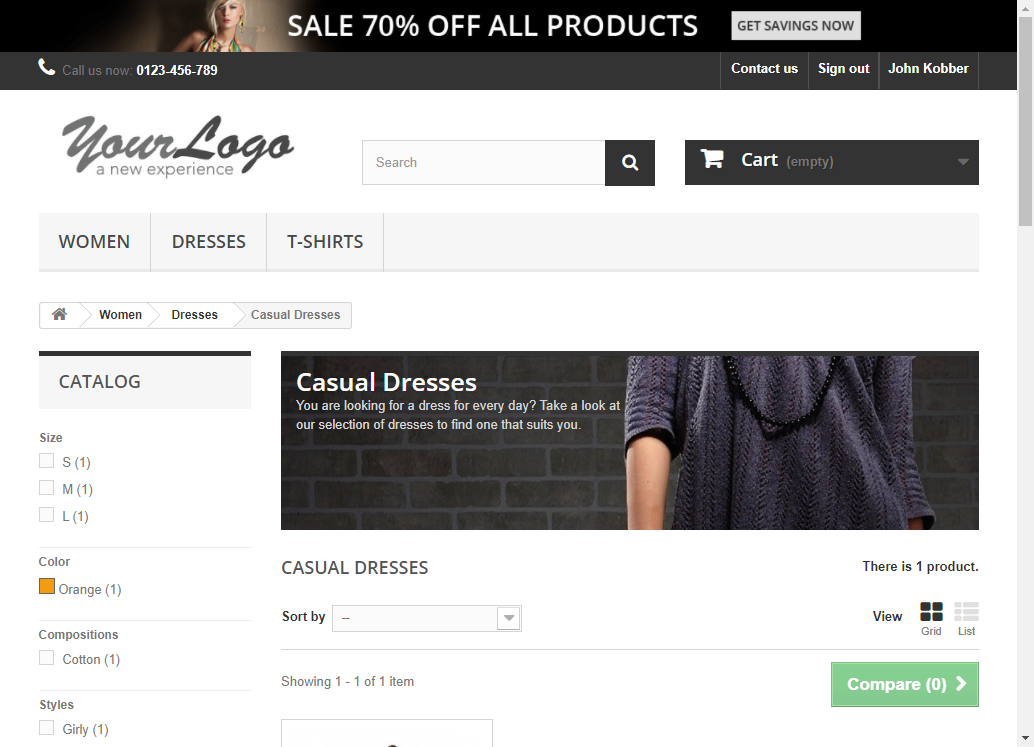 SALE 70% OFF ALL PRODUCTS GET SAVINGS NOW
Call us now: 0123-456-789 Contact us Sign out John Kobber
YourLogo
a new experience
Search
Cart (empty)
WOMEN DRESSES T-SHIRTS
Women Dresses Casual Dresses
CATALOG
Size
S (1)
M (1)
L (1)
Color
Orange (1)
Compositions
Cotton (1)
Styles
Girly (1)
Casual Dresses
You are looking for a dress for every day? Take a look at
our selection of dresses to find one that suits you.
CASUAL DRESSES There is 1 product.
Sort by -- View Grid List
Showing 1 - 1 of 1 item Compare (0)